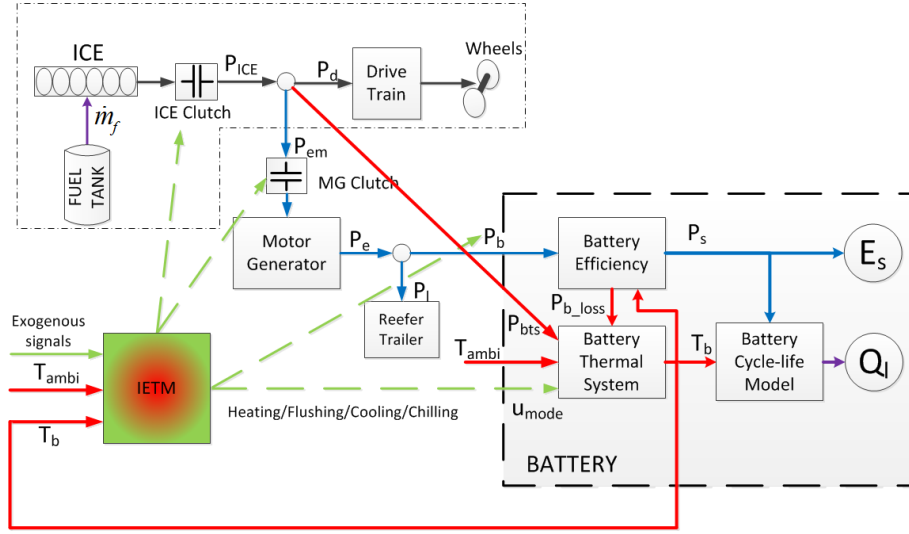 ICE
Wheels
P_ICE
P_d
Drive
Train
ICE Clutch
ṁ_f
FUEL
TANK
P_em
MG Clutch
Motor
Generator
P_e
P_b
Battery
Efficiency
P_s
E_s
P_l
Reefer
Trailer
P_b_loss
P_bts
Exogenous
signals
T_ambi
IETM
T_b
T_ambi
Battery
Thermal
System
T_b
Battery
Cycle-life
Model
Q_l
Heating/Flushing/Cooling/Chilling
u_mode
BATTERY